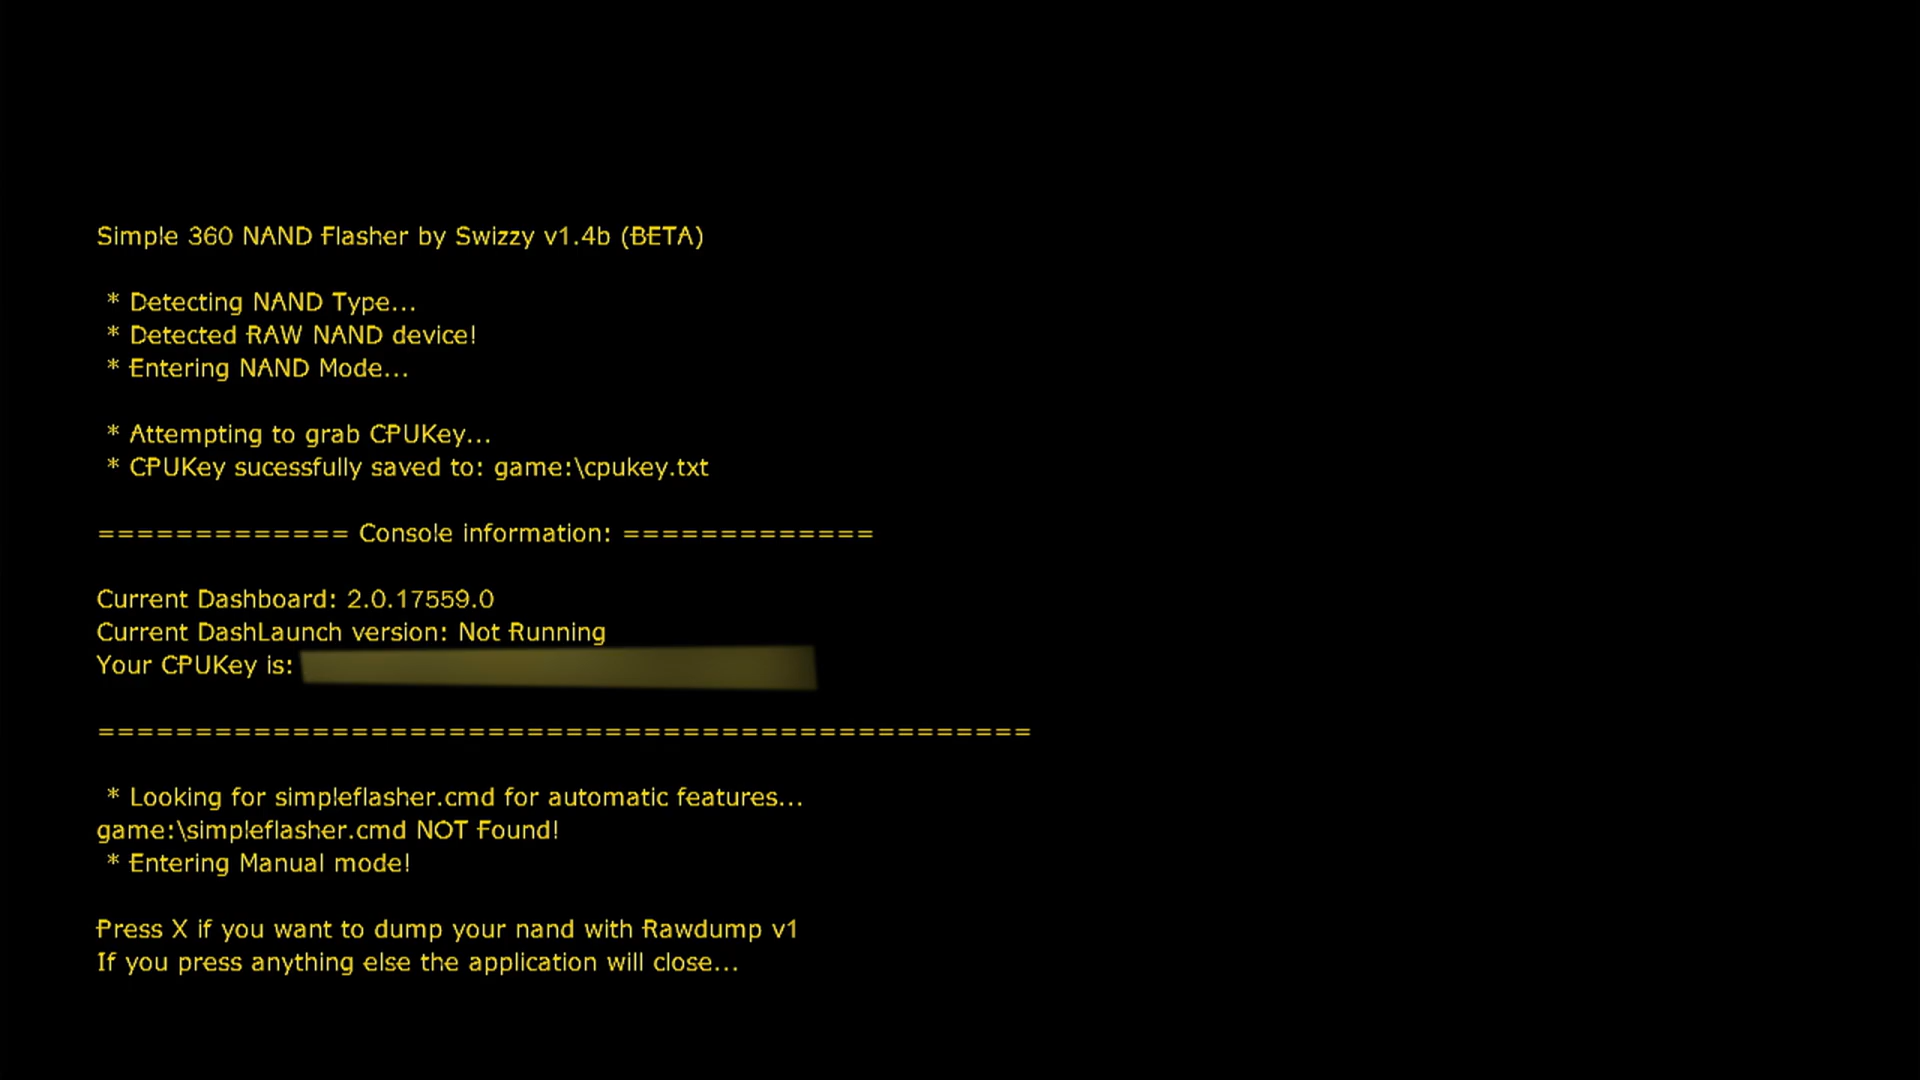 Simple 360 NAND Flasher by Swizzy v1.4b (BETA)
* Detecting NAND Type...
* Detected RAW NAND device!
* Entering NAND Mode...
* Attempting to grab CPUKey...
* CPUKey sucessfully saved to: game:\cpukey.txt
============= Console information: =============
Current Dashboard: 2.0.17559.0
Current DashLaunch version: Not Running
Your CPUKey is:
================================================
* Looking for simpleflasher.cmd for automatic features...
game:\simpleflasher.cmd NOT Found!
* Entering Manual mode!
Press X if you want to dump your nand with Rawdump v1
If you press anything else the application will close...